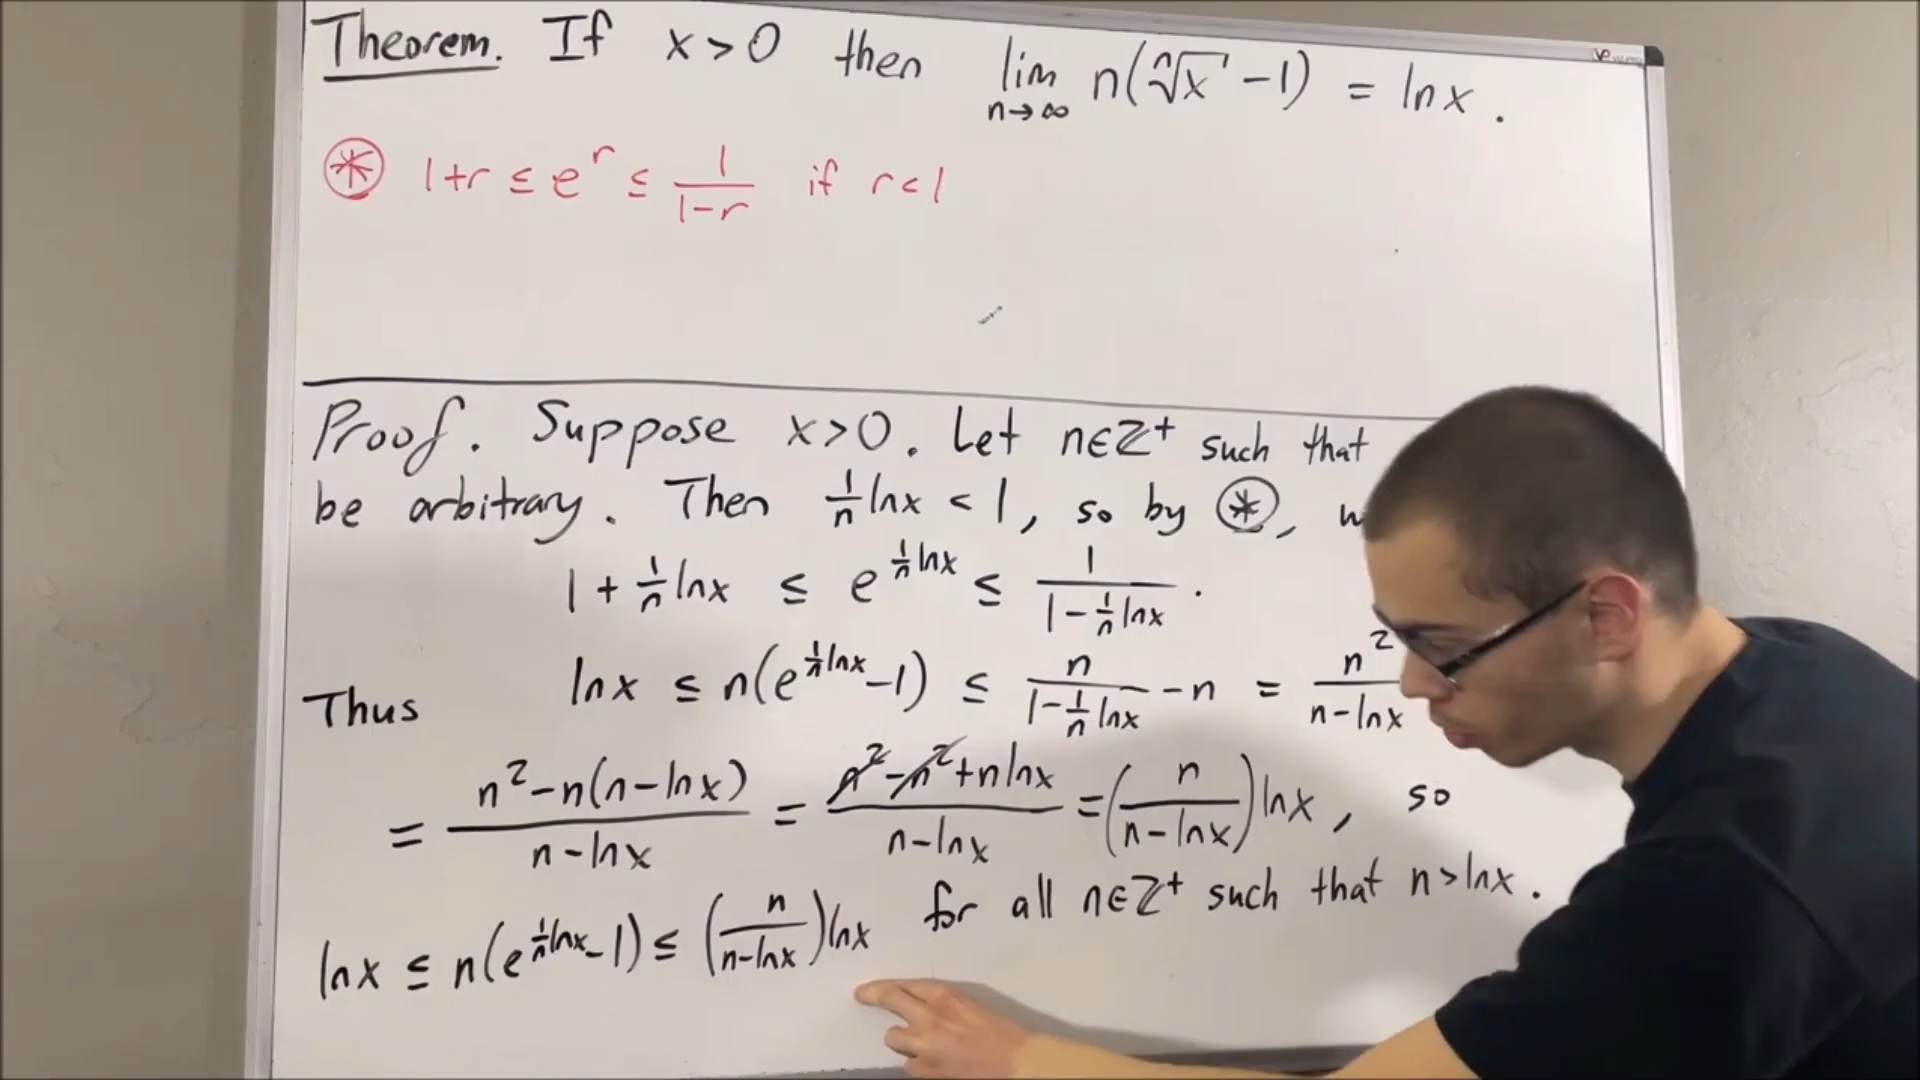 Theorem. If x > 0 then lim n→∞ n(ⁿ√x - 1) = ln x.
⊛ 1+r ≤ e^r ≤ 1/(1-r) if r < 1
Proof. Suppose x > 0. Let n∈ℤ⁺ such that
be arbitrary. Then 1/n ln x < 1, so by ⊛,
1 + 1/n ln x ≤ e^(1/n ln x) ≤ 1/(1 - 1/n ln x).
Thus ln x ≤ n(e^(1/n ln x) - 1) ≤ n/(1 - 1/n ln x) - n = n²/(n - ln x)
= (n² - n(n - ln x))/(n - ln x) = (n² - n² + n ln x)/(n - ln x) = (n/(n - ln x)) ln x, so
ln x ≤ n(e^(1/n ln x) - 1) ≤ (n/(n - ln x)) ln x for all n∈ℤ⁺ such that n > ln x.